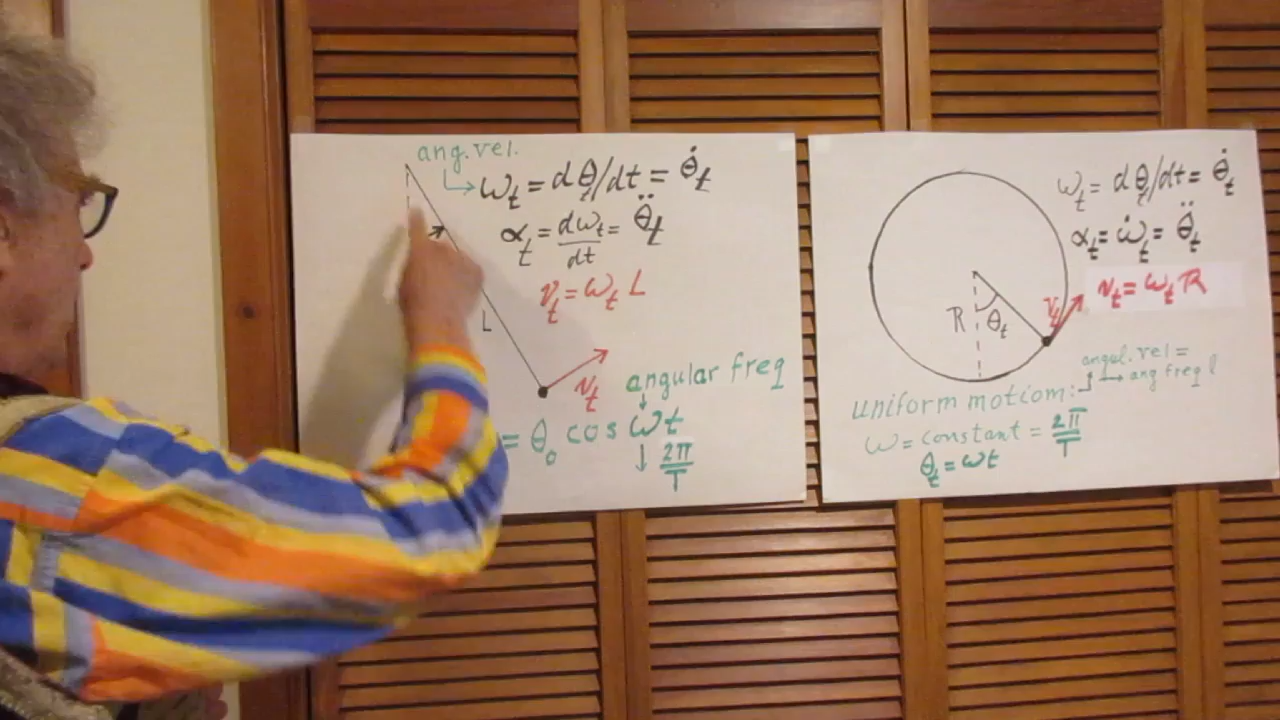 ang. vel.
ω_t = dθ_t/dt = θ̇_t
α_t = dω_t/dt = θ̈_t
v_t = ω_t L
L
v_t
angular freq
= θ_0 cos ωt
↓ 2π/T
ω_t = dθ_t/dt = θ̇_t
α_t = ω̇_t = θ̈_t
v_t = ω_t R
v_t
R θ_t
angul. vel =
ang freq !
uniform motiom:
ω = constant = 2π/T
θ_t = ωt